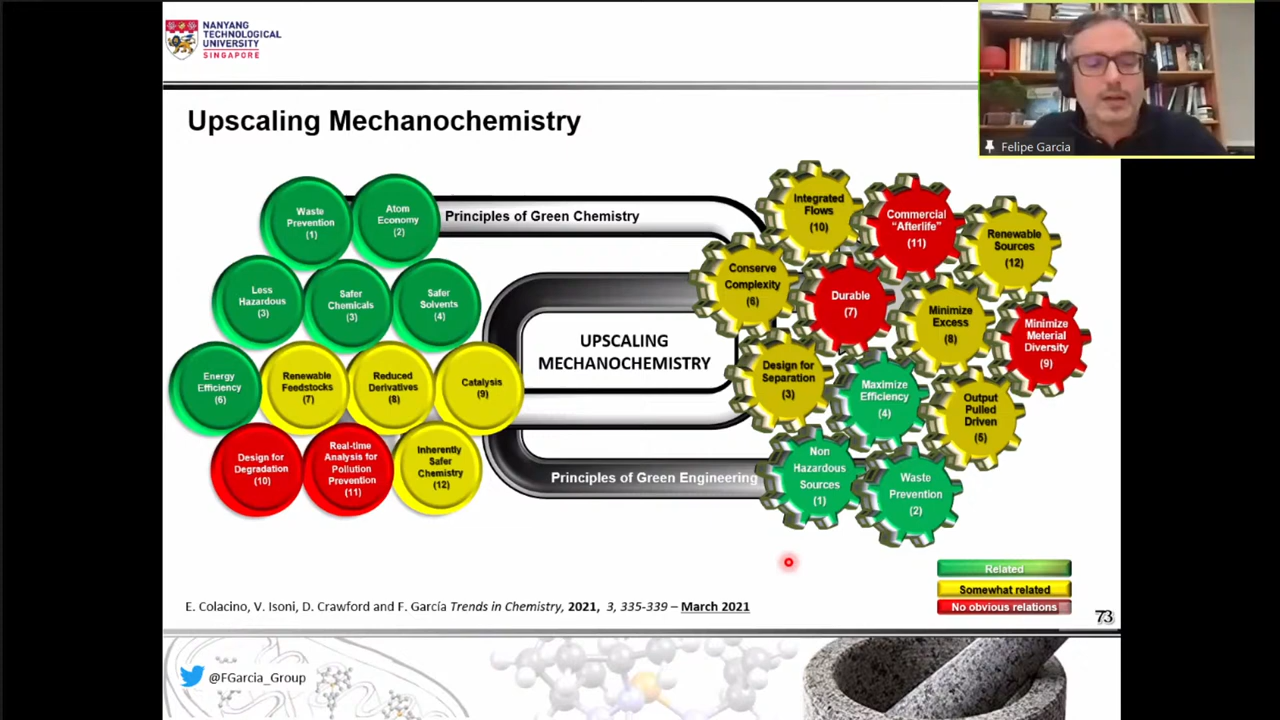 NANYANG
TECHNOLOGICAL
UNIVERSITY
SINGAPORE
Felipe Garcia
Upscaling Mechanochemistry
Waste
Prevention
(1)
Atom
Economy
(2)
Less
Hazardous
(3)
Safer
Chemicals
(3)
Safer
Solvents
(4)
Energy
Efficiency
(6)
Renewable
Feedstocks
(7)
Reduced
Derivatives
(8)
Catalysis
(9)
Design for
Degradation
(10)
Real-time
Analysis for
Pollution
Prevention
(11)
Inherently
Safer
Chemistry
(12)
Principles of Green Chemistry
UPSCALING
MECHANOCHEMISTRY
Principles of Green Engineering
Integrated
Flows
(10)
Commercial
“Afterlife”
(11)
Renewable
Sources
(12)
Conserve
Complexity
(6)
Durable
(7)
Minimize
Excess
(8)
Minimize
Meterial
Diversity
(9)
Design for
Separation
(3)
Maximize
Efficiency
(4)
Output
Pulled
Driven
(5)
Non
Hazardous
Sources
(1)
Waste
Prevention
(2)
Related
Somewhat related
No obvious relations
E. Colacino, V. Isoni, D. Crawford and F. García Trends in Chemistry, 2021, 3, 335-339 – March 2021
73
@FGarcia_Group